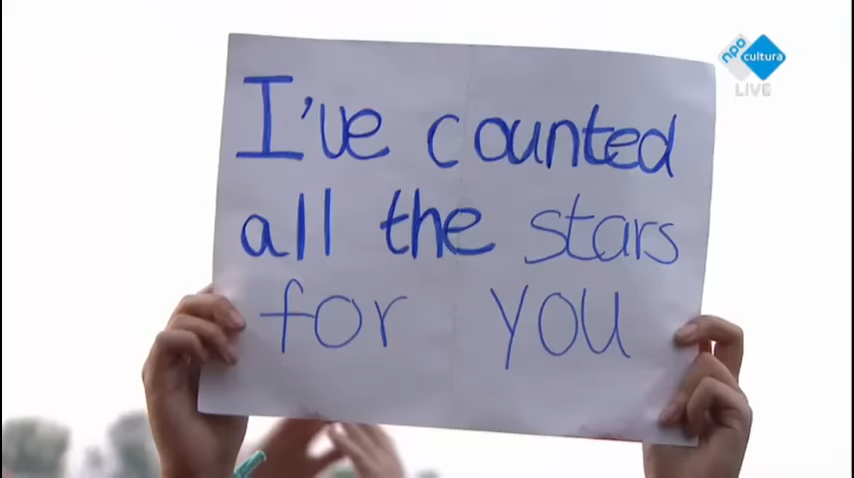 npo
cultura
LIVE
I've counted
all the stars
for you